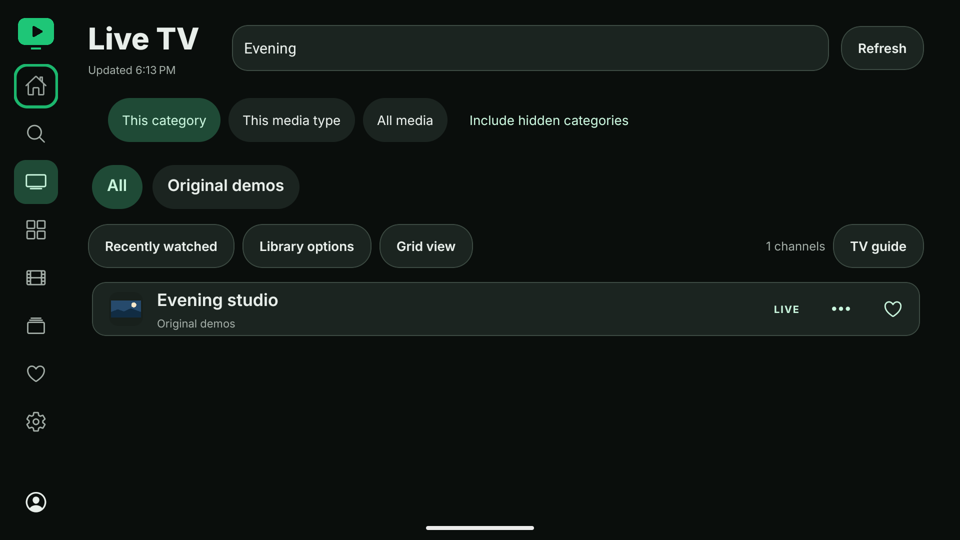 Live TV
Updated 6:13 PM
Evening
Refresh
This category
This media type
All media
Include hidden categories
All
Original demos
Recently watched
Library options
Grid view
1 channels
TV guide
Evening studio
Original demos
LIVE